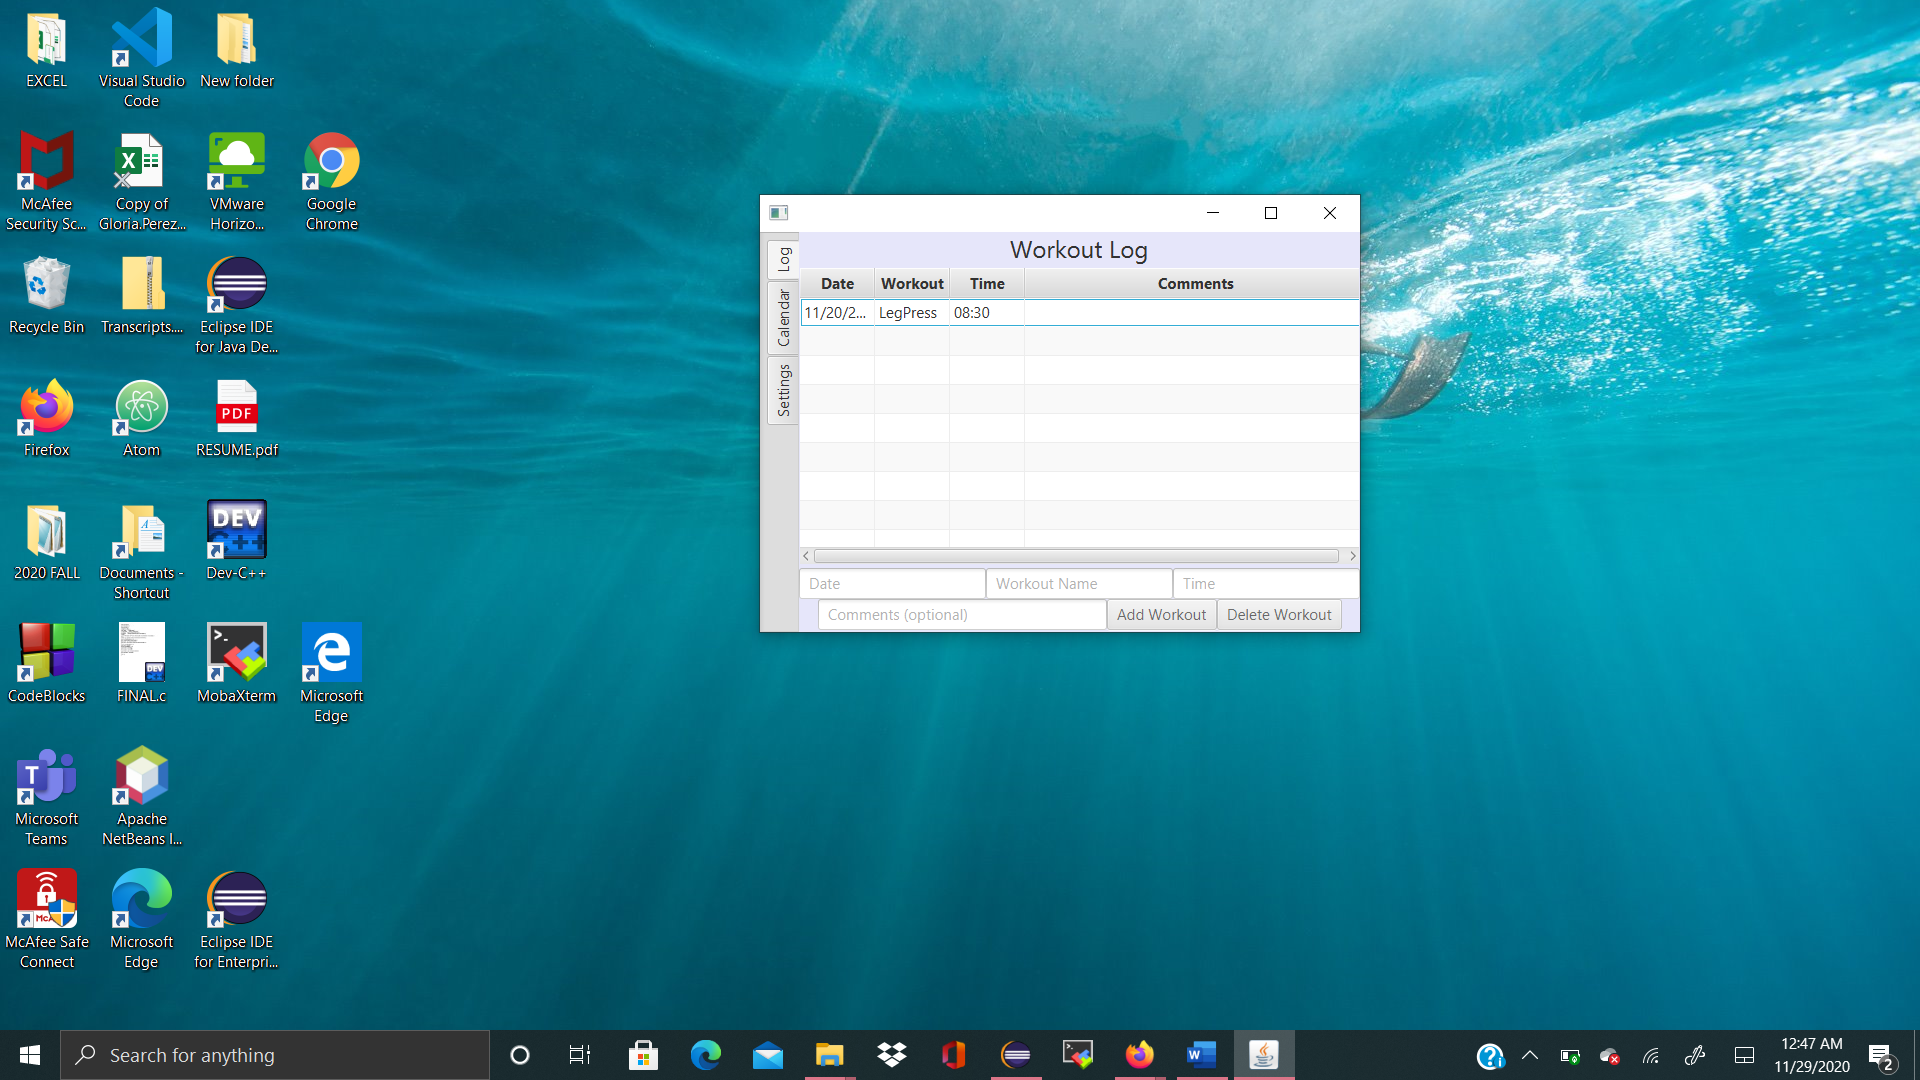 EXCEL
Visual Studio
Code
New folder
McAfee
Security Sc...
Copy of
Gloria.Perez...
VMware
Horizo...
Google
Chrome
Recycle Bin
Transcripts....
Eclipse IDE
for Java De...
Firefox
Atom
PDF
RESUME.pdf
2020 FALL
Documents -
Shortcut
DEV
C++
Dev-C++
CodeBlocks
DEV
FINAL.c
MobaXterm
Microsoft
Edge
Microsoft
Teams
Apache
NetBeans I...
McAfee Safe
Connect
Microsoft
Edge
Eclipse IDE
for Enterpri...
Log
Calendar
Settings
Workout Log
Date Workout Time Comments
11/20/2... LegPress 08:30
Date Workout Name Time
Comments (optional) Add Workout Delete Workout
Search for anything
12:47 AM
11/29/2020
2